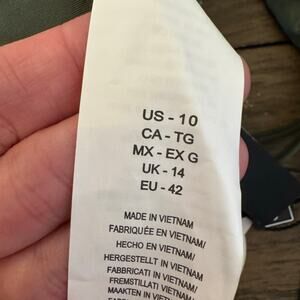 US - 10
CA - TG
MX - EX G
UK - 14
EU - 42
MADE IN VIETNAM
FABRIQUÉE EN VIETNAM/
HECHO EN VIETNAM/
HERGESTELLT IN VIETNAM/
FABBRICATI IN VIETNAM/
FREMSTILLET VIETNAM/
MAAKTEN IN VIETNAM/